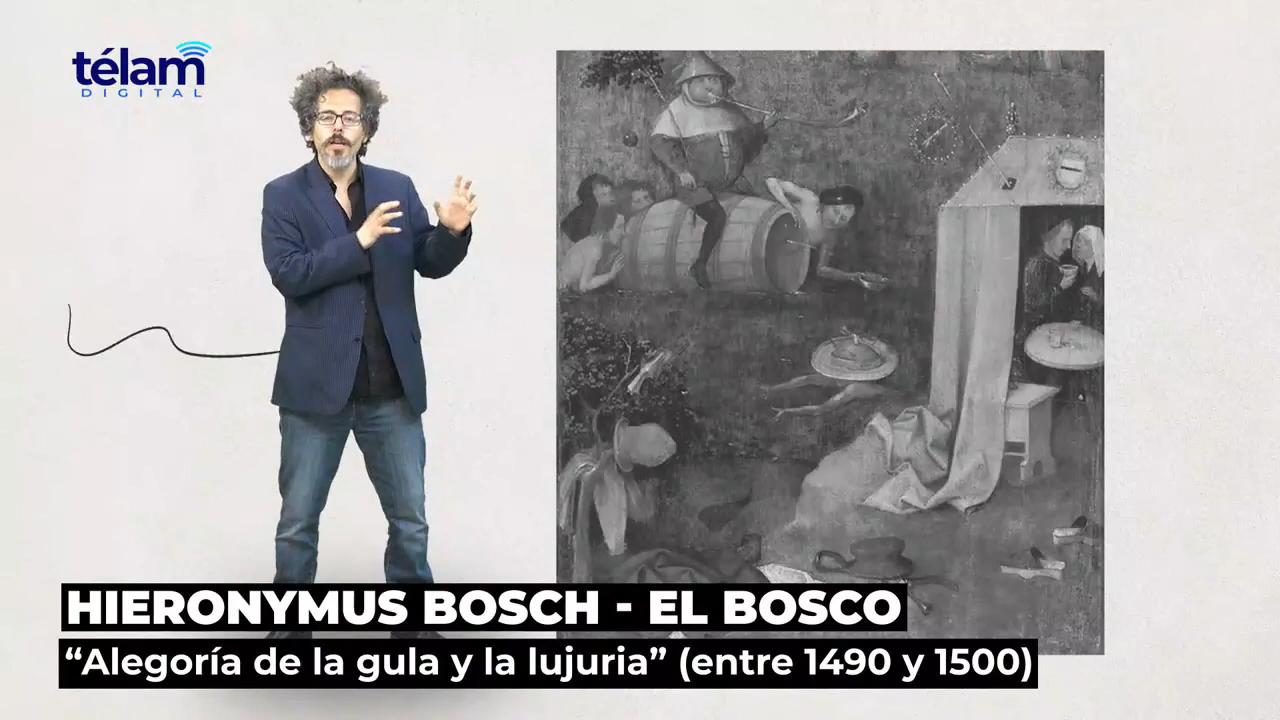 télam
DIGITAL
HIERONYMUS BOSCH - EL BOSCO
“Alegoría de la gula y la lujuria” (entre 1490 y 1500)